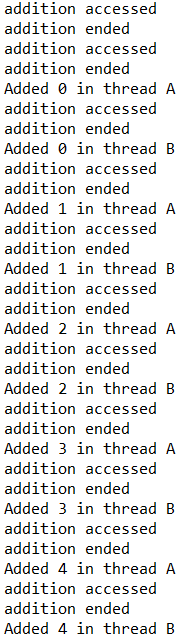 addition accessed
addition ended
addition accessed
addition ended
Added 0 in thread A
addition accessed
addition ended
Added 0 in thread B
addition accessed
addition ended
Added 1 in thread A
addition accessed
addition ended
Added 1 in thread B
addition accessed
addition ended
Added 2 in thread A
addition accessed
addition ended
Added 2 in thread B
addition accessed
addition ended
Added 3 in thread A
addition accessed
addition ended
Added 3 in thread B
addition accessed
addition ended
Added 4 in thread A
addition accessed
addition ended
Added 4 in thread B